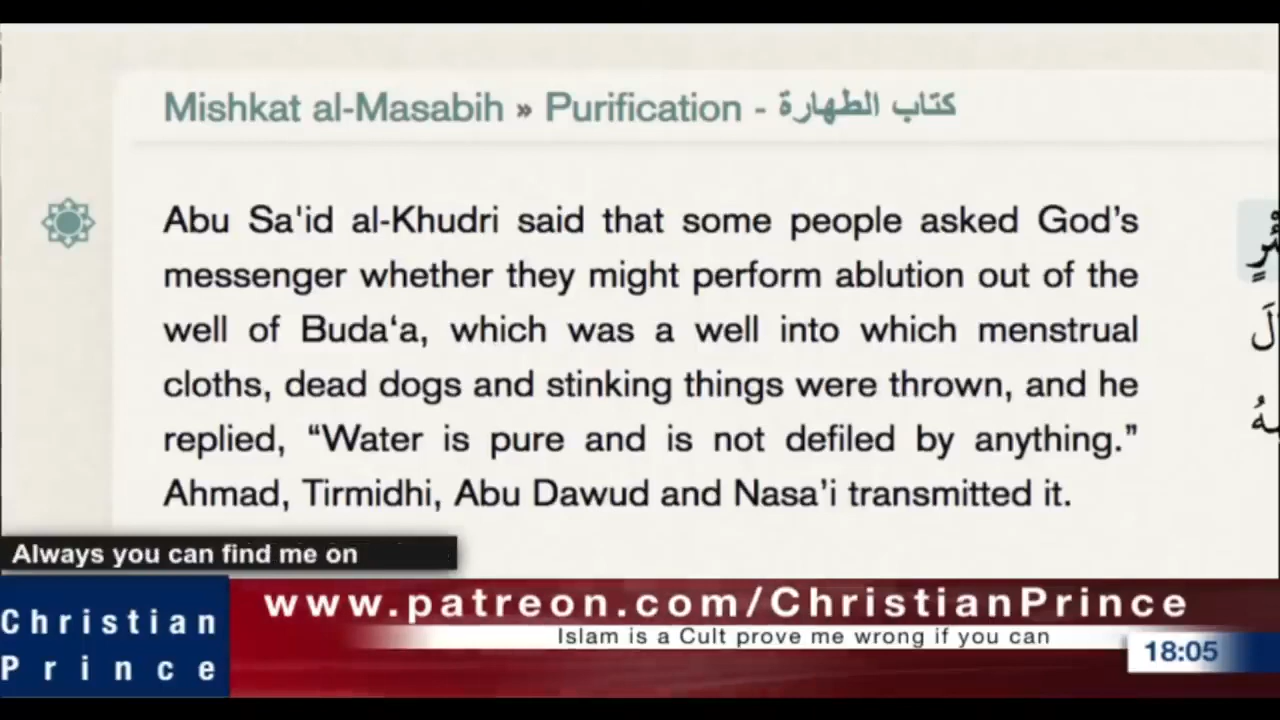 Mishkat al-Masabih » Purification - كتاب الطهارة
Abu Sa'id al-Khudri said that some people asked God’s
messenger whether they might perform ablution out of the
well of Buda‘a, which was a well into which menstrual
cloths, dead dogs and stinking things were thrown, and he
replied, “Water is pure and is not defiled by anything.”
Ahmad, Tirmidhi, Abu Dawud and Nasa’i transmitted it.
Always you can find me on
www.patreon.com/ChristianPrince
Islam is a Cult prove me wrong if you can
Christian
Prince
18:05